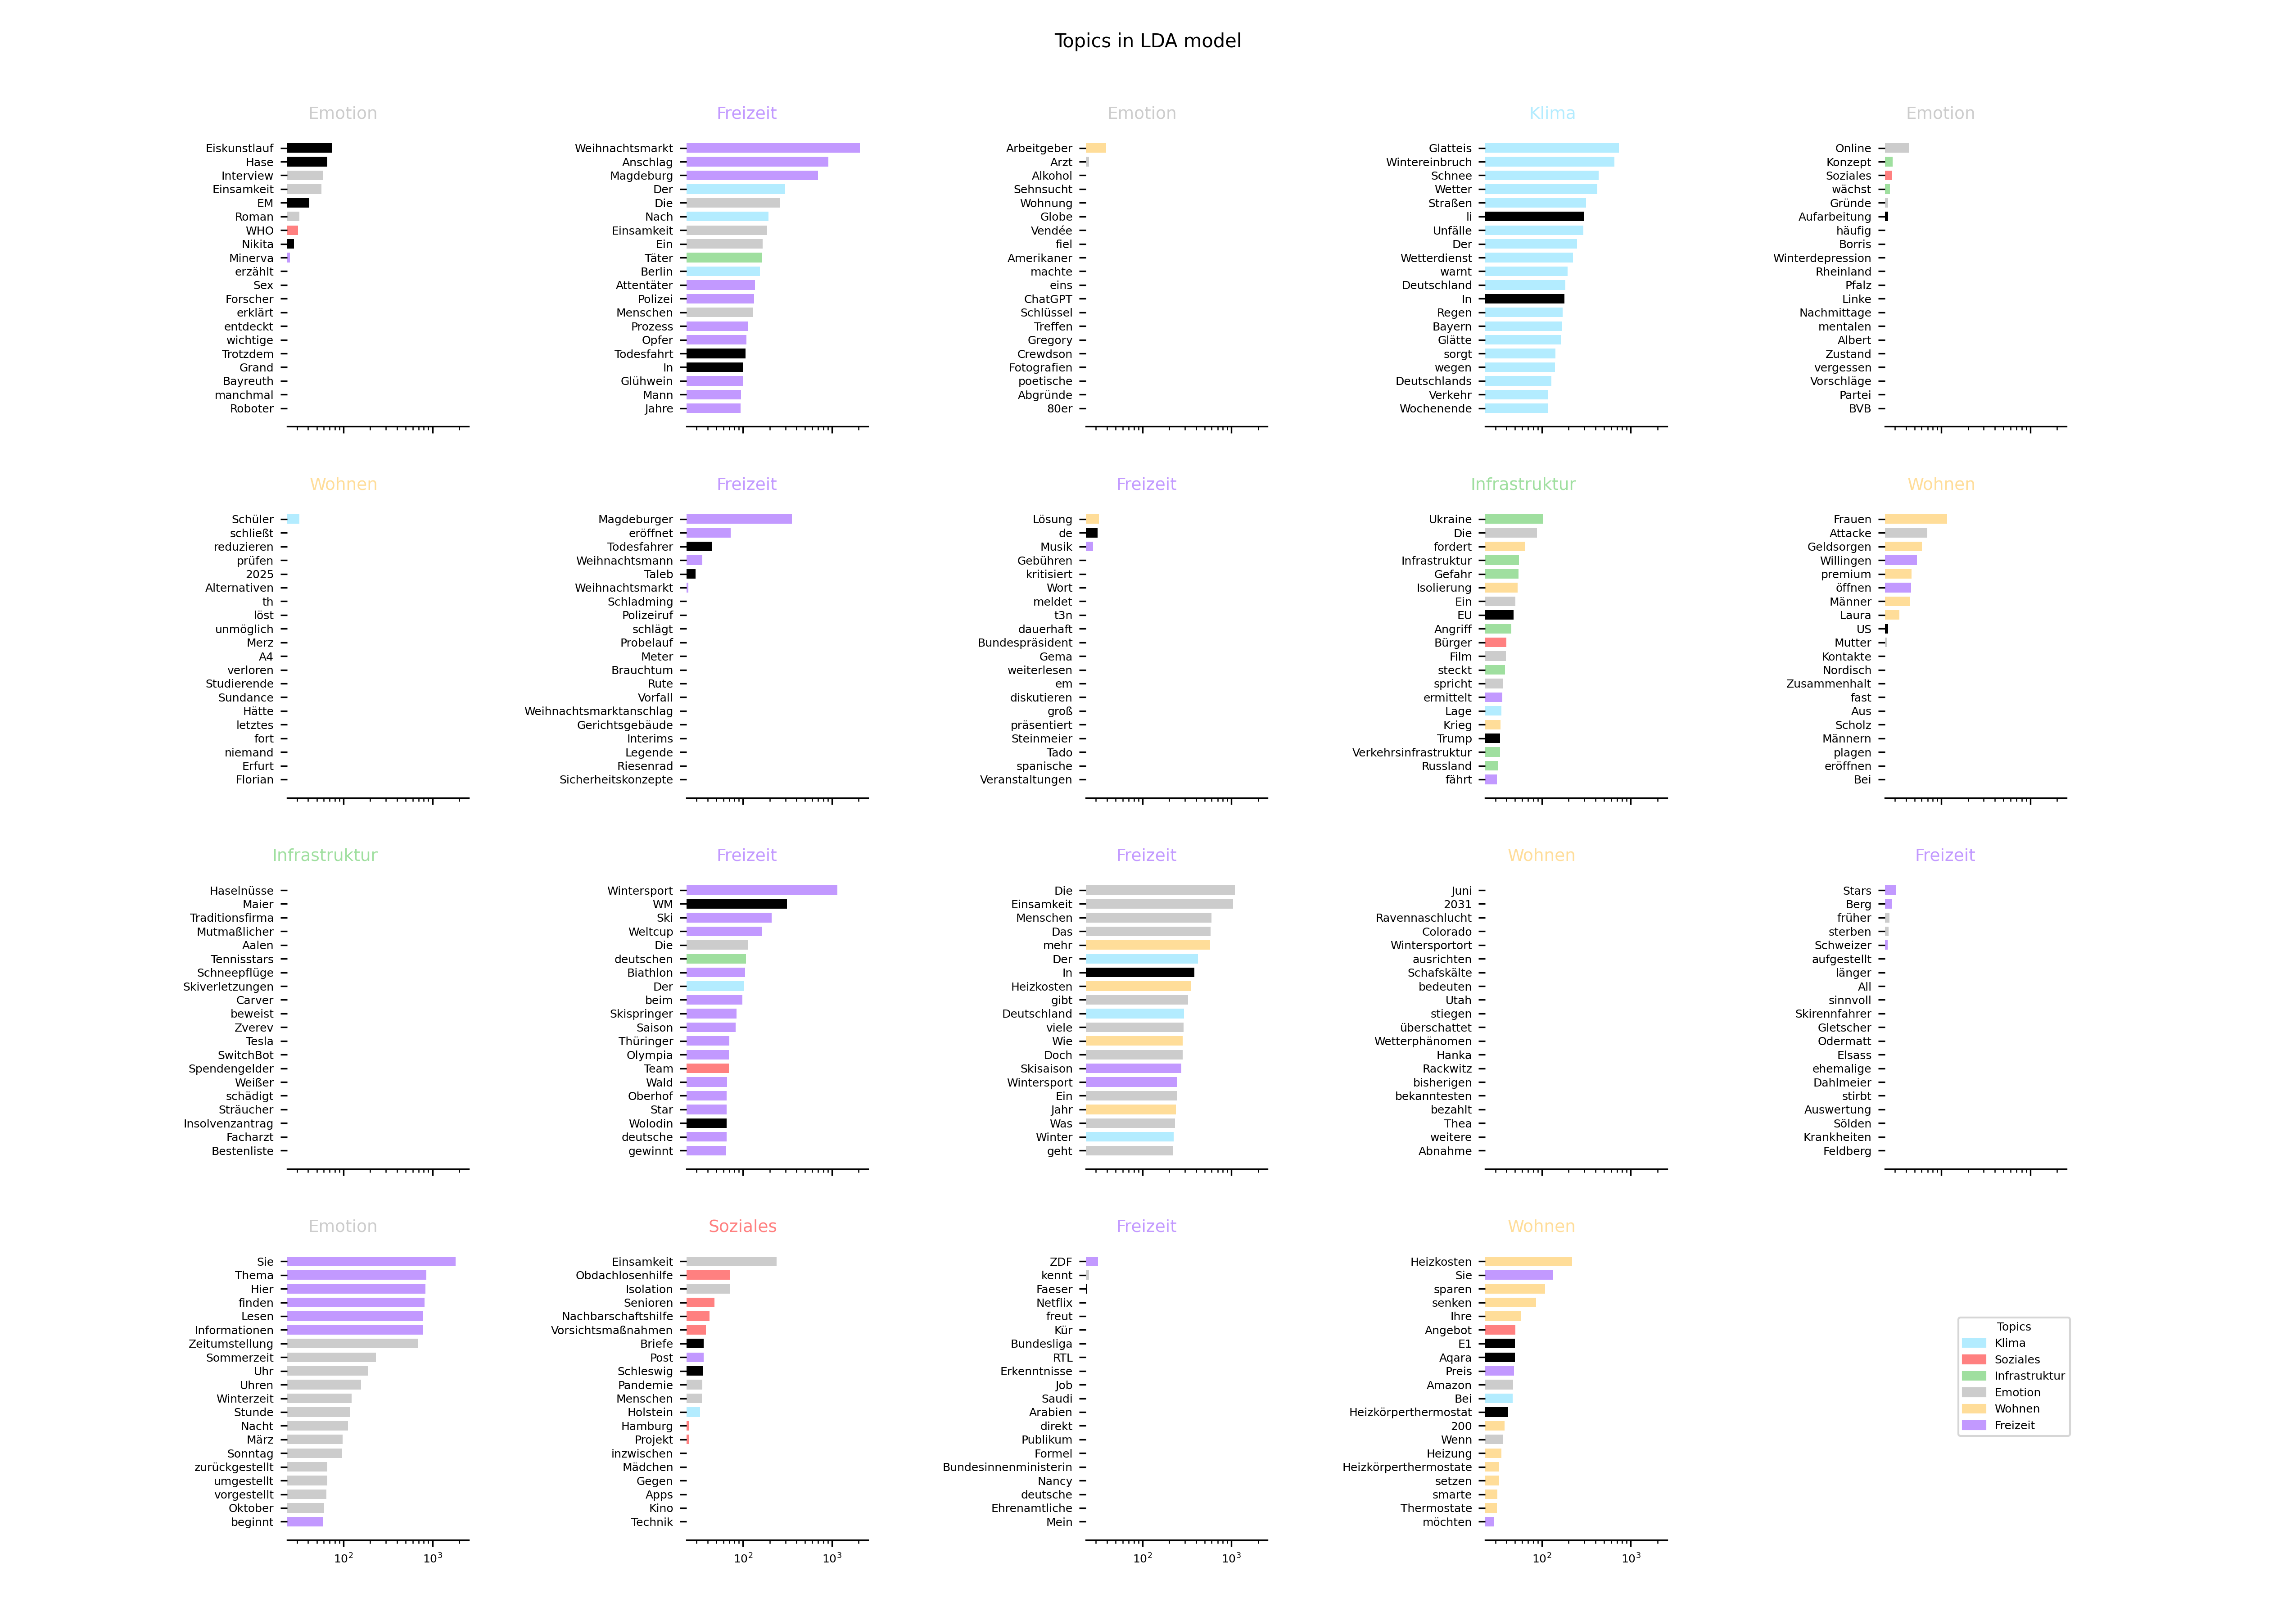 Topics in LDA model
Emotion
Eiskunstlauf
Hase
Interview
Einsamkeit
EM
Roman
WHO
Nikita
Minerva
erzählt
Sex
Forscher
erklärt
entdeckt
wichtige
Trotzdem
Grand
Bayreuth
manchmal
Roboter
Freizeit
Weihnachtsmarkt
Anschlag
Magdeburg
Der
Die
Nach
Einsamkeit
Ein
Täter
Berlin
Attentäter
Polizei
Menschen
Prozess
Opfer
Todesfahrt
In
Glühwein
Mann
Jahre
Emotion
Arbeitgeber
Arzt
Alkohol
Sehnsucht
Wohnung
Globe
Vendée
fiel
Amerikaner
machte
eins
ChatGPT
Schlüssel
Treffen
Gregory
Crewdson
Fotografien
poetische
Abgründe
80er
Klima
Glatteis
Wintereinbruch
Schnee
Wetter
Straßen
li
Unfälle
Der
Wetterdienst
warnt
Deutschland
In
Regen
Bayern
Glätte
sorgt
wegen
Deutschlands
Verkehr
Wochenende
Emotion
Online
Konzept
Soziales
wächst
Gründe
Aufarbeitung
häufig
Borris
Winterdepression
Rheinland
Pfalz
Linke
Nachmittage
mentalen
Albert
Zustand
vergessen
Vorschläge
Partei
BVB
Wohnen
Schüler
schließt
reduzieren
prüfen
2025
Alternativen
th
löst
unmöglich
Merz
A4
verloren
Studierende
Sundance
Hätte
letztes
fort
niemand
Erfurt
Florian
Freizeit
Magdeburger
eröffnet
Todesfahrer
Weihnachtsmann
Taleb
Weihnachtsmarkt
Schladming
Polizeiruf
schlägt
Probelauf
Meter
Brauchtum
Rute
Vorfall
Weihnachtsmarktanschlag
Gerichtsgebäude
Interims
Legende
Riesenrad
Sicherheitskonzepte
Freizeit
Lösung
de
Musik
Gebühren
kritisiert
Wort
meldet
t3n
dauerhaft
Bundespräsident
Gema
weiterlesen
em
diskutieren
groß
präsentiert
Steinmeier
Tado
spanische
Veranstaltungen
Infrastruktur
Ukraine
Die
fordert
Infrastruktur
Gefahr
Isolierung
Ein
EU
Angriff
Bürger
Film
steckt
spricht
ermittelt
Lage
Krieg
Trump
Verkehrsinfrastruktur
Russland
fährt
Wohnen
Frauen
Attacke
Geldsorgen
Willingen
premium
öffnen
Männer
Laura
US
Mutter
Kontakte
Nordisch
Zusammenhalt
fast
Aus
Scholz
Männern
plagen
eröffnen
Bei
Infrastruktur
Haselnüsse
Maier
Traditionsfirma
Mutmaßlicher
Aalen
Tennisstars
Schneepflüge
Skiverletzungen
Carver
beweist
Zverev
Tesla
SwitchBot
Spendengelder
Weißer
schädigt
Sträucher
Insolvenzantrag
Facharzt
Bestenliste
Freizeit
Wintersport
WM
Ski
Weltcup
Die
deutschen
Biathlon
Der
beim
Skispringer
Saison
Thüringer
Olympia
Team
Wald
Oberhof
Star
Wolodin
deutsche
gewinnt
Freizeit
Die
Einsamkeit
Menschen
Das
mehr
Der
In
Heizkosten
gibt
Deutschland
viele
Wie
Doch
Skisaison
Wintersport
Ein
Jahr
Was
Winter
geht
Wohnen
Juni
2031
Ravennaschlucht
Colorado
Wintersportort
ausrichten
Schafskälte
bedeuten
Utah
stiegen
überschattet
Wetterphänomen
Hanka
Rackwitz
bisherigen
bekanntesten
bezahlt
Thea
weitere
Abnahme
Freizeit
Stars
Berg
früher
sterben
Schweizer
aufgestellt
länger
All
sinnvoll
Skirennfahrer
Gletscher
Odermatt
Elsass
ehemalige
Dahlmeier
stirbt
Auswertung
Sölden
Krankheiten
Feldberg
Emotion
Sie
Thema
Hier
finden
Lesen
Informationen
Zeitumstellung
Sommerzeit
Uhr
Uhren
Winterzeit
Stunde
Nacht
März
Sonntag
zurückgestellt
umgestellt
vorgestellt
Oktober
beginnt
10² 10³
Soziales
Einsamkeit
Obdachlosenhilfe
Isolation
Senioren
Nachbarschaftshilfe
Vorsichtsmaßnahmen
Briefe
Post
Schleswig
Pandemie
Menschen
Holstein
Hamburg
Projekt
inzwischen
Mädchen
Gegen
Apps
Kino
Technik
10² 10³
Freizeit
ZDF
kennt
Faeser
Netflix
freut
Kür
Bundesliga
RTL
Erkenntnisse
Job
Saudi
Arabien
direkt
Publikum
Formel
Bundesinnenministerin
Nancy
deutsche
Ehrenamtliche
Mein
10² 10³
Wohnen
Heizkosten
Sie
sparen
senken
Ihre
Angebot
E1
Aqara
Preis
Amazon
Bei
Heizkörperthermostat
200
Wenn
Heizung
Heizkörperthermostate
setzen
smarte
Thermostate
möchten
10² 10³
Topics
Klima
Soziales
Infrastruktur
Emotion
Wohnen
Freizeit